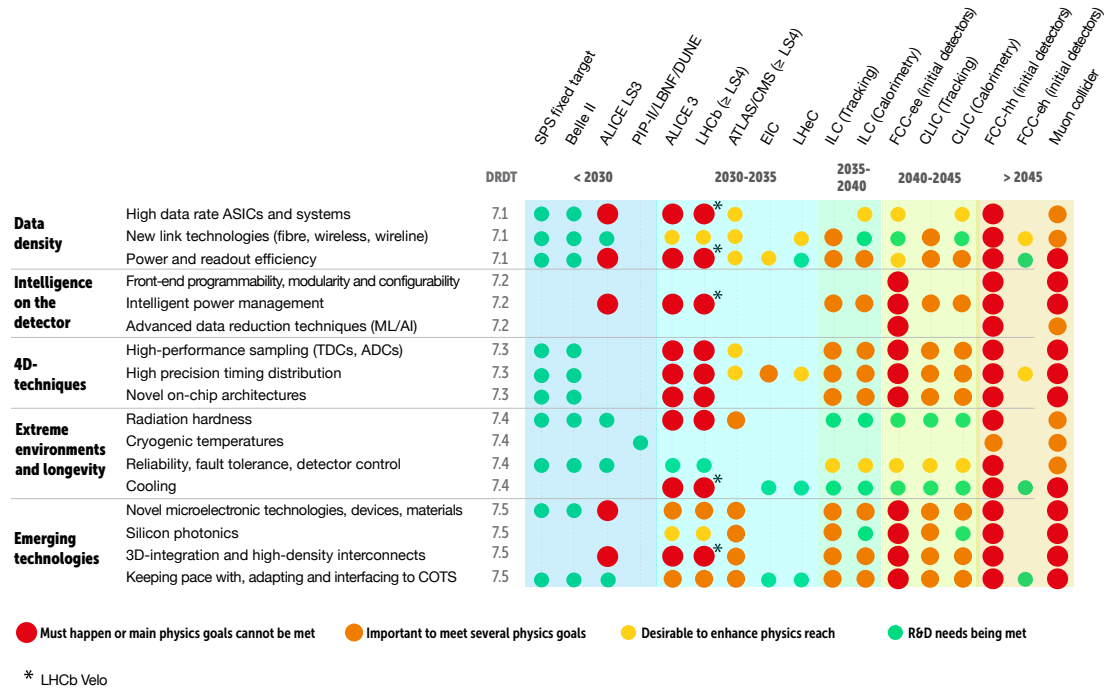 SPS fixed target
Belle II
ALICE LS3
PIP-II/LBNF/DUNE
ALICE 3
LHCb (≥ LS4)
ATLAS/CMS (≥ LS4)
EIC
LHeC
ILC (Tracking)
ILC (Calorimetry)
FCC-ee (initial detectors)
CLIC (Tracking)
CLIC (Calorimetry)
FCC-hh (initial detectors)
FCC-eh (initial detectors)
Muon collider
DRDT < 2030 2030-2035 2035-2040 2040-2045 > 2045
Data density
High data rate ASICs and systems 7.1 *
New link technologies (fibre, wireless, wireline) 7.1
Power and readout efficiency 7.1 *
Intelligence on the detector
Front-end programmability, modularity and configurability 7.2
Intelligent power management 7.2 *
Advanced data reduction techniques (ML/AI) 7.2
4D-techniques
High-performance sampling (TDCs, ADCs) 7.3
High precision timing distribution 7.3
Novel on-chip architectures 7.3
Extreme environments and longevity
Radiation hardness 7.4
Cryogenic temperatures 7.4
Reliability, fault tolerance, detector control 7.4
Cooling 7.4 *
Emerging technologies
Novel microelectronic technologies, devices, materials 7.5
Silicon photonics 7.5
3D-integration and high-density interconnects 7.5 *
Keeping pace with, adapting and interfacing to COTS 7.5
Must happen or main physics goals cannot be met
Important to meet several physics goals
Desirable to enhance physics reach
R&D needs being met
* LHCb Velo